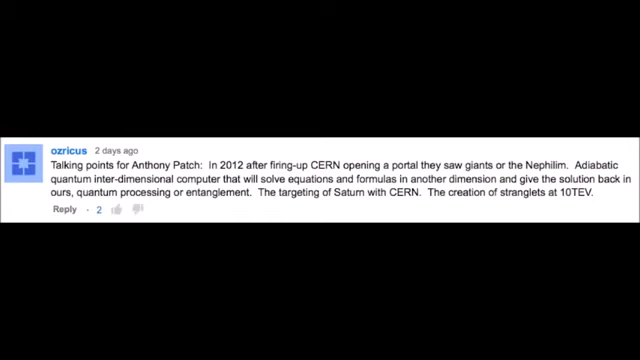 ozricus 2 days ago
Talking points for Anthony Patch: In 2012 after firing-up CERN opening a portal they saw giants or the Nephilim. Adiabatic
quantum inter-dimensional computer that will solve equations and formulas in another dimension and give the solution back in
ours, quantum processing or entanglement. The targeting of Saturn with CERN. The creation of stranglets at 10TEV.
Reply · 2